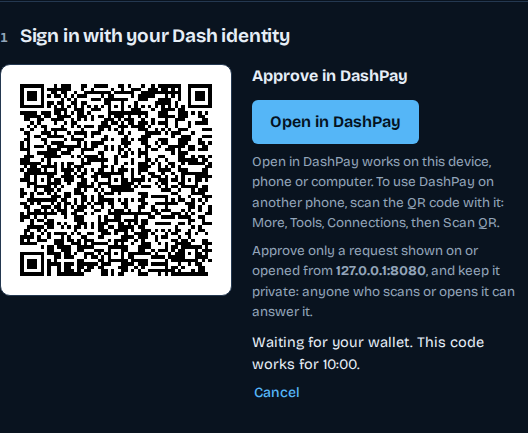 1 Sign in with your Dash identity
Approve in DashPay
Open in DashPay
Open in DashPay works on this device,
phone or computer. To use DashPay on
another phone, scan the QR code with it:
More, Tools, Connections, then Scan QR.
Approve only a request shown on or
opened from 127.0.0.1:8080, and keep it
private: anyone who scans or opens it can
answer it.
Waiting for your wallet. This code
works for 10:00.
Cancel